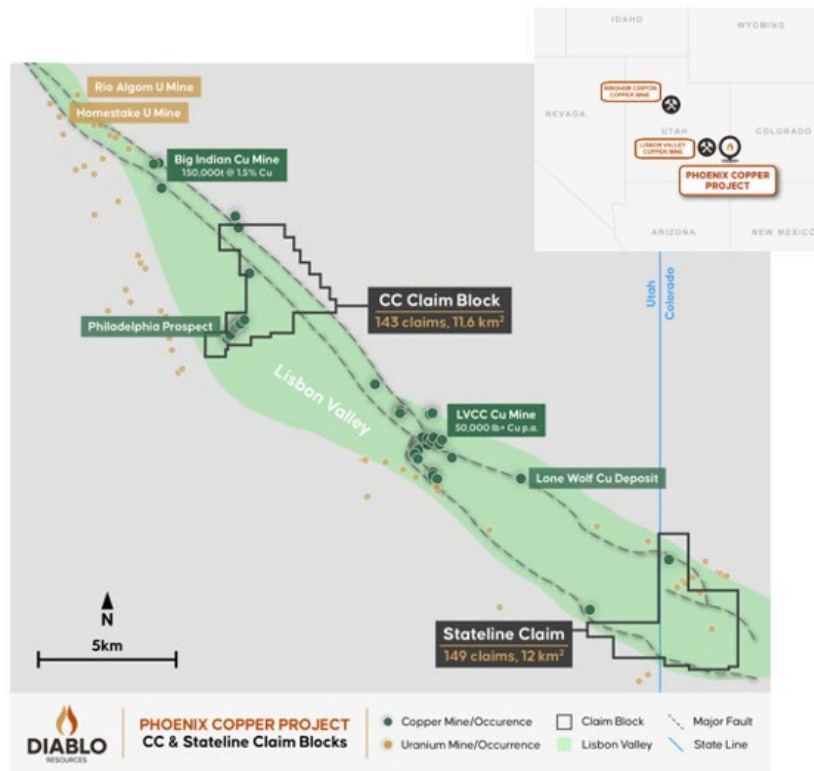 IDAHO
WYOMING
BINGHAM CANYON
COPPER MINE
NEVADA
UTAH
COLORADO
LISBON VALLEY
COPPER MINE
PHOENIX COPPER
PROJECT
ARIZONA
NEW MEXICO
Rio Algom U Mine
Homestake U Mine
Big Indian Cu Mine
150,000t @ 1.5% Cu
Utah
Colorado
CC Claim Block
143 claims, 11.6 km²
Philadelphia Prospect
Lisbon Valley
LVCC Cu Mine
50,000 lb+ Cu p.a.
Lone Wolf Cu Deposit
N
5km
Stateline Claim
149 claims, 12 km²
DIABLO
RESOURCES
PHOENIX COPPER PROJECT
CC & Stateline Claim Blocks
Copper Mine/Occurence
Claim Block
Major Fault
Uranium Mine/Occurrence
Lisbon Valley
State Line